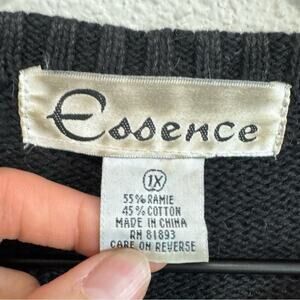 Essence
1X
55% RAMIE
45% COTTON
MADE IN CHINA
RN 81893
CARE ON REVERSE